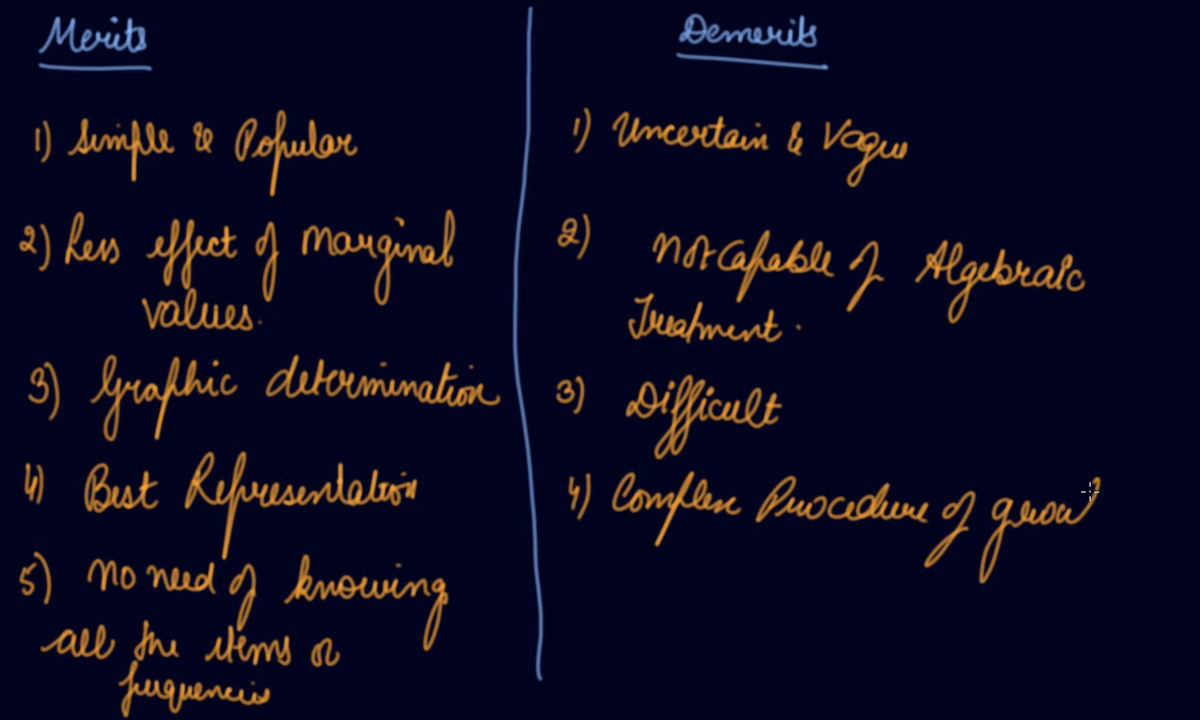 Merits
1) Simple & Popular
2) Less effect of marginal
values.
3) Graphic determination
4) Best Representation
5) No need of knowing
all the items or
frequencies
Demerits
1) Uncertain & Vague
2) Not capable of Algebraic
Treatment.
3) Difficult
4) Complex Procedure of grou